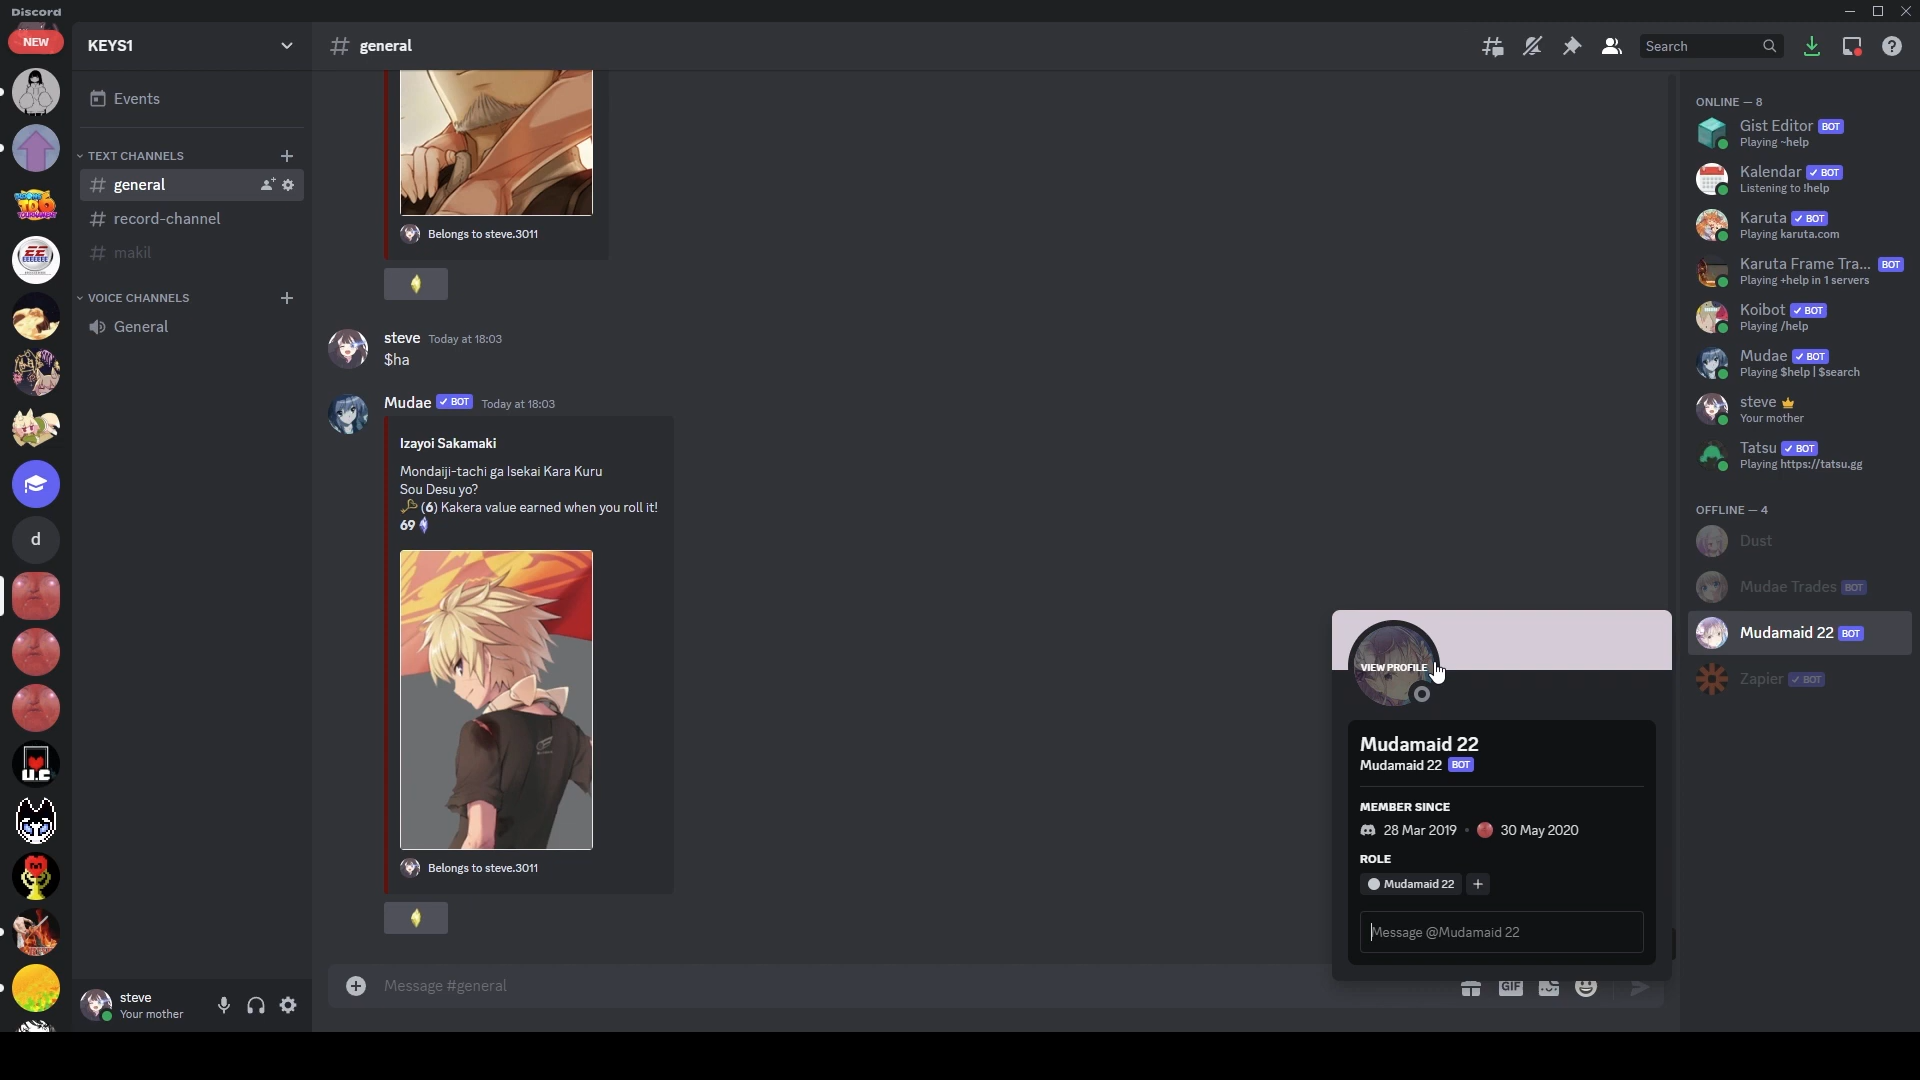 Discord
NEW
KEYS1
Events
TEXT CHANNELS
general
record-channel
makil
VOICE CHANNELS
General
d
EE
EEEEEEE
U.C
steve
Your mother
general
Search
Belongs to steve.3011
steve Today at 18:03
$ha
Mudae ✓ BOT Today at 18:03
Izayoi Sakamaki
Mondaiji-tachi ga Isekai Kara Kuru
Sou Desu yo?
(6) Kakera value earned when you roll it!
69
Belongs to steve.3011
Message #general
GIF
VIEW PROFILE
Mudamaid 22
Mudamaid 22 BOT
MEMBER SINCE
28 Mar 2019 • 30 May 2020
ROLE
Mudamaid 22 +
Message @Mudamaid 22
ONLINE — 8
Gist Editor BOT
Playing ~help
Kalendar ✓ BOT
Listening to !help
Karuta ✓ BOT
Playing karuta.com
Karuta Frame Tra... BOT
Playing +help in 1 servers
Koibot ✓ BOT
Playing /help
Mudae ✓ BOT
Playing $help | $search
steve
Your mother
Tatsu ✓ BOT
Playing https://tatsu.gg
OFFLINE — 4
Dust
Mudae Trades BOT
Mudamaid 22 BOT
Zapier ✓ BOT